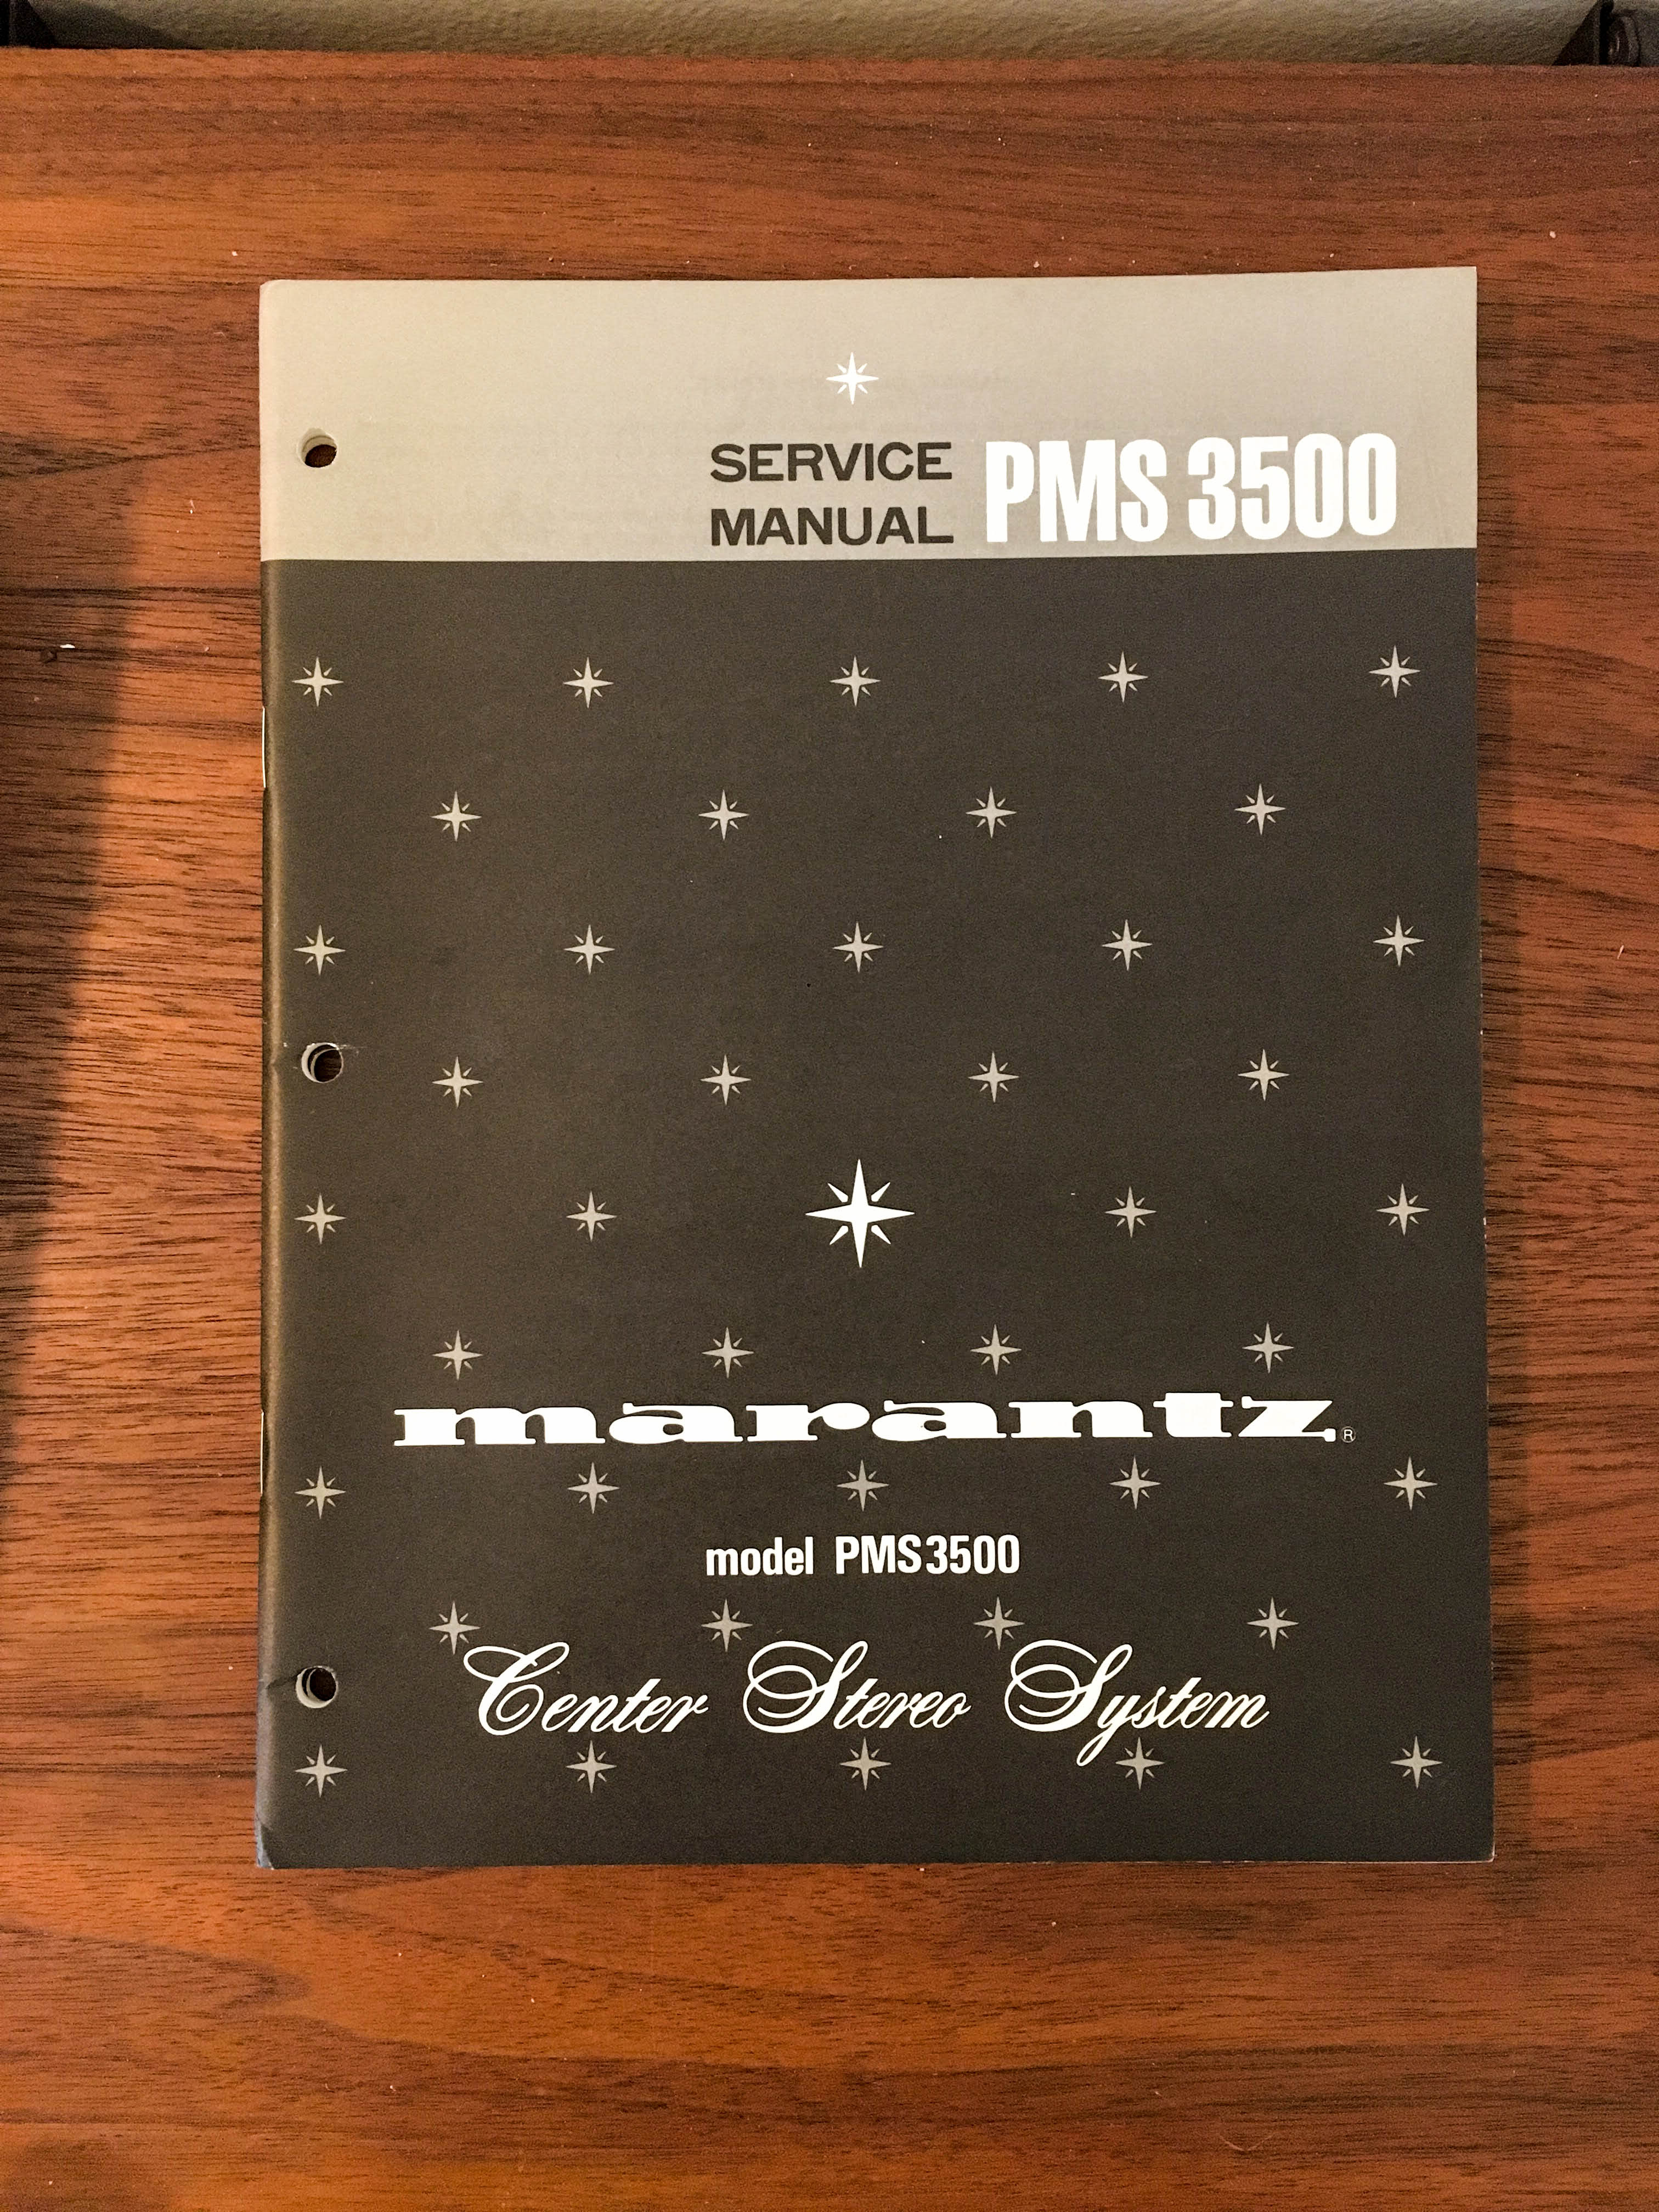 SERVICE
MANUAL
PMS 3500
marantz®
model PMS3500
Center Stereo System